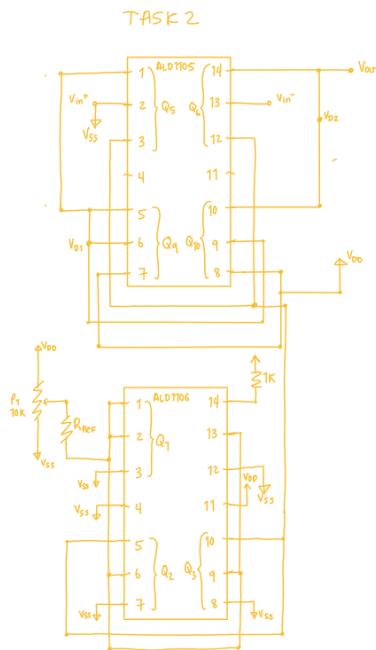 TASK 2
ALD1105
1 14 Vout
Vin+ 2 Q5 Q6 13 Vin-
VSS VD2
3 12
4 11
5 10
VD1 6 Q9 Q10 9
7 8 VDD
VDD
ALD1106 1K
P1 10K RREF 1 14
2 Q1 13
VSS 3 12
VSS VDD VSS
VSS 4 11
5 10
6 Q2 Q3 9
VSS 7 8 VSS